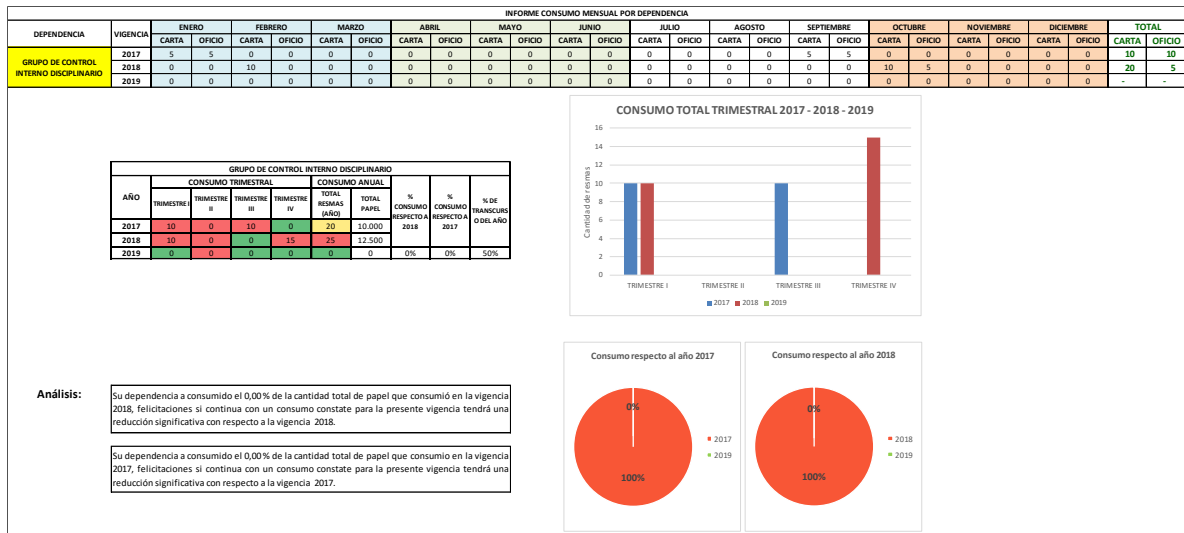 INFORME CONSUMO MENSUAL POR DEPENDENCIA
DEPENDENCIA VIGENCIA ENERO FEBRERO MARZO ABRIL MAYO JUNIO JULIO AGOSTO SEPTIEMBRE OCTUBRE NOVIEMBRE DICIEMBRE TOTAL
CARTA OFICIO CARTA OFICIO CARTA OFICIO CARTA OFICIO CARTA OFICIO CARTA OFICIO CARTA OFICIO CARTA OFICIO CARTA OFICIO CARTA OFICIO CARTA OFICIO CARTA OFICIO CARTA OFICIO
GRUPO DE CONTROL INTERNO DISCIPLINARIO
2017 5 5 0 0 0 0 0 0 0 0 0 0 0 0 0 0 5 5 0 0 0 0 0 0 10 10
2018 0 0 10 0 0 0 0 0 0 0 0 0 0 0 0 0 0 0 10 5 0 0 0 0 20 5
2019 0 0 0 0 0 0 0 0 0 0 0 0 0 0 0 0 0 0 0 0 0 0 0 0 - -
CONSUMO TOTAL TRIMESTRAL 2017 - 2018 - 2019
Cantidad de resmas
16
14
12
10
8
6
4
2
0
TRIMESTRE I TRIMESTRE II TRIMESTRE III TRIMESTRE IV
2017 2018 2019
GRUPO DE CONTROL INTERNO DISCIPLINARIO
AÑO CONSUMO TRIMESTRAL CONSUMO ANUAL % CONSUMO RESPECTO A 2018 % CONSUMO RESPECTO A 2017 % DE TRANSCURSO DEL AÑO
TRIMESTRE I TRIMESTRE II TRIMESTRE III TRIMESTRE IV TOTAL RESMAS (AÑO) TOTAL PAPEL
2017 10 0 10 0 20 10.000
2018 10 0 0 15 25 12.500
2019 0 0 0 0 0 0 0% 0% 50%
Análisis:
Su dependencia a consumido el 0,00% de la cantidad total de papel que consumió en la vigencia
2018, felicitaciones si continua con un consumo constate para la presente vigencia tendrá una
reducción significativa con respecto a la vigencia 2018.
Su dependencia a consumido el 0,00% de la cantidad total de papel que consumio en la vigencia
2017, felicitaciones si continua con un consumo constate para la presente vigencia tendrá una
reducción significativa con respecto a la vigencia 2017.
Consumo respecto al año 2017
0%
100%
2017
2019
Consumo respecto al año 2018
0%
100%
2018
2019